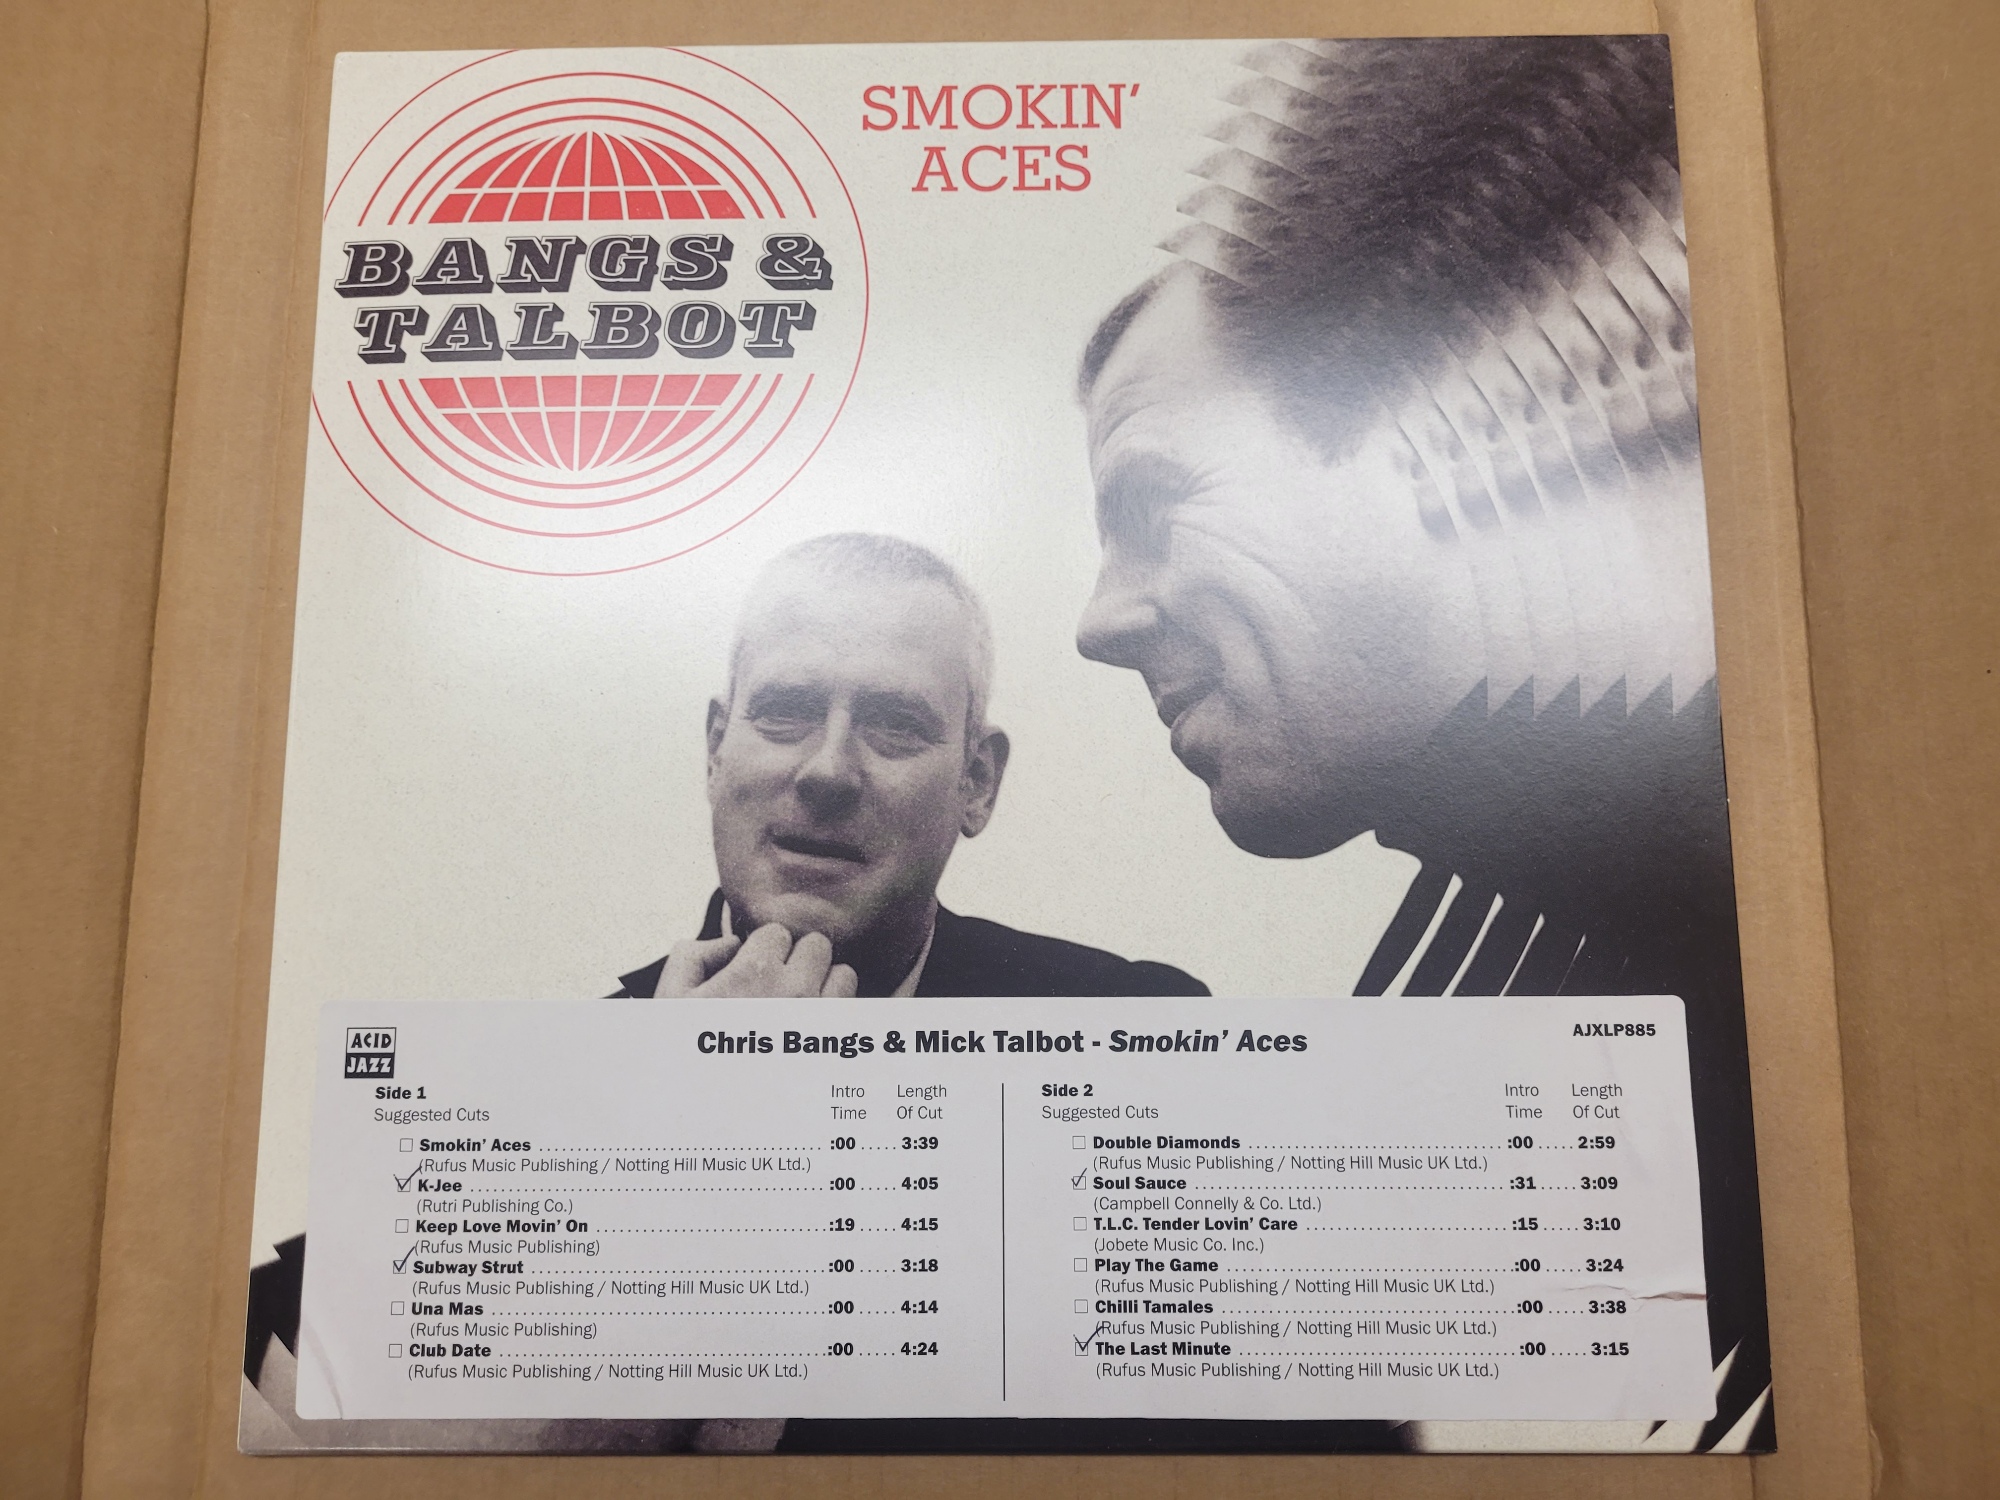 SMOKIN'
ACES
BANGS &
TALBOT
ACID
JAZZ
Chris Bangs & Mick Talbot - Smokin' Aces
AJXLP885
Side 1
Intro Length
Suggested Cuts Time Of Cut
Smokin' Aces :00 3:39
(Rufus Music Publishing / Notting Hill Music UK Ltd.)
K-Jee :00 4:05
(Rutri Publishing Co.)
Keep Love Movin' On :19 4:15
(Rufus Music Publishing)
Subway Strut :00 3:18
(Rufus Music Publishing / Notting Hill Music UK Ltd.)
Una Mas :00 4:14
(Rufus Music Publishing)
Club Date :00 4:24
(Rufus Music Publishing / Notting Hill Music UK Ltd.)
Side 2
Intro Length
Suggested Cuts Time Of Cut
Double Diamonds :00 2:59
(Rufus Music Publishing / Notting Hill Music UK Ltd.)
Soul Sauce :31 3:09
(Campbell Connelly & Co. Ltd.)
T.L.C. Tender Lovin' Care :15 3:10
(Jobete Music Co. Inc.)
Play The Game :00 3:24
(Rufus Music Publishing / Notting Hill Music UK Ltd.)
Chilli Tamales :00 3:38
(Rufus Music Publishing / Notting Hill Music UK Ltd.)
The Last Minute :00 3:15
(Rufus Music Publishing / Notting Hill Music UK Ltd.)